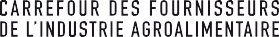 CARREFOUR DES FOURNISSEURS
DE L'INDUSTRIE AGROALIMENTAIRE